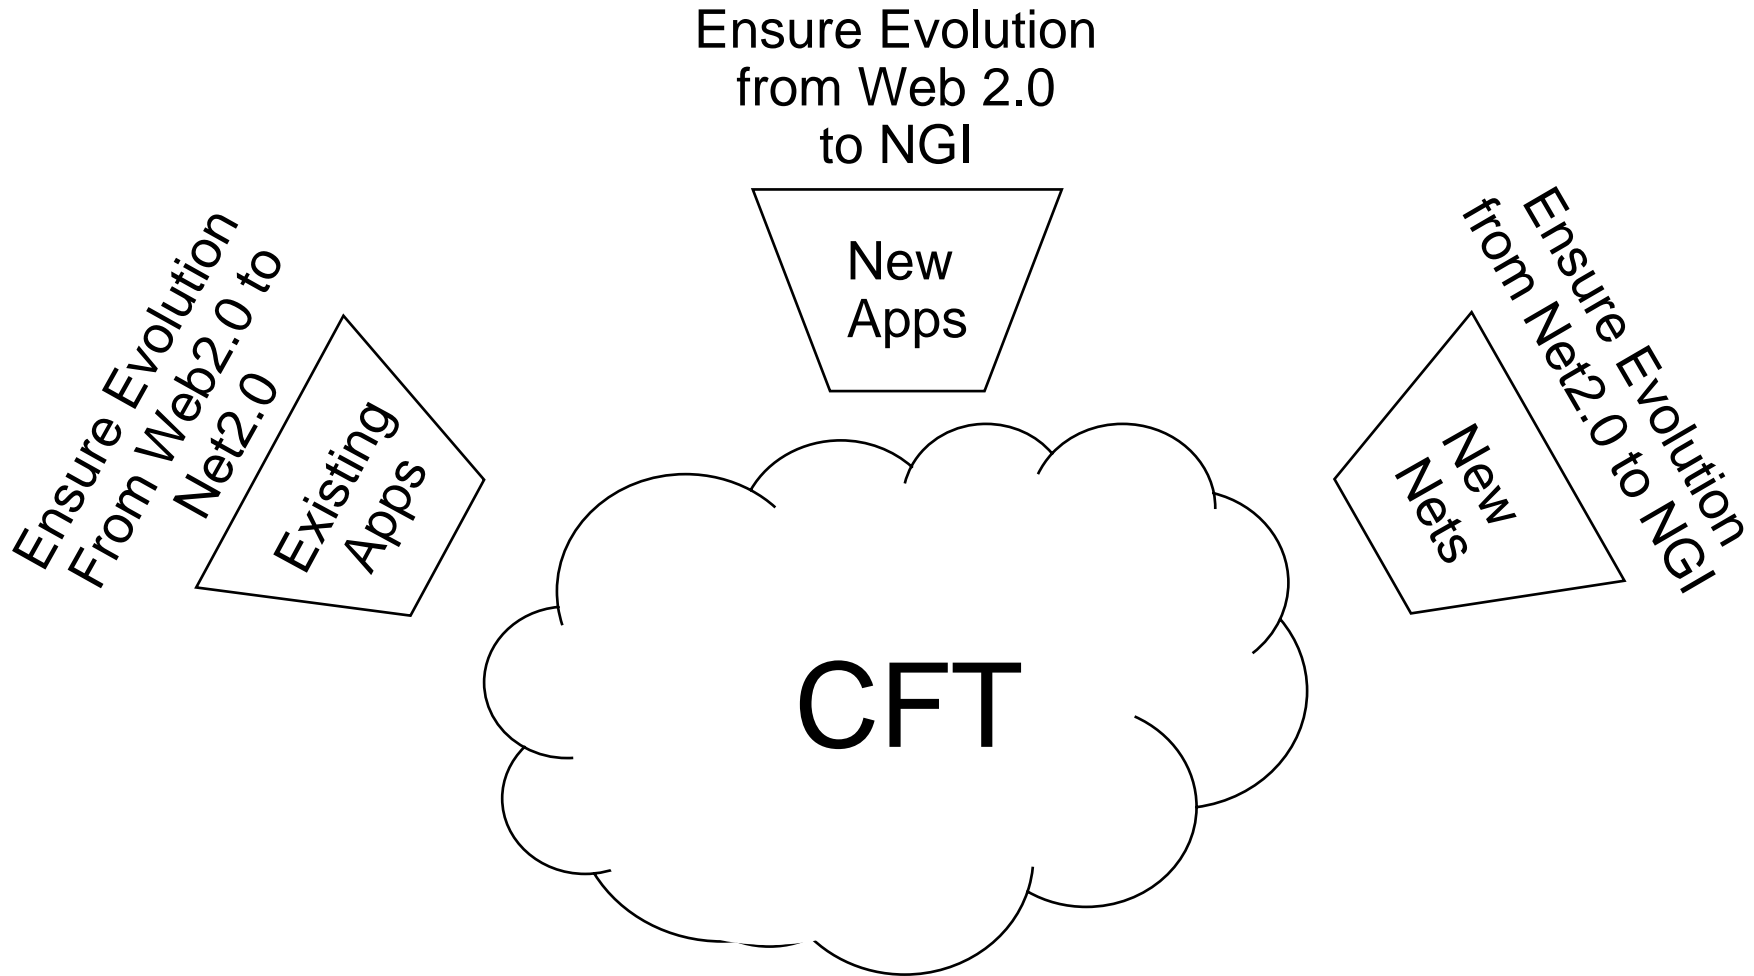 Ensure Evolution
from Web 2.0
to NGI
New
Apps
Ensure Evolution
From Web2.0 to
Net2.0
Existing
Apps
Ensure Evolution
from Net2.0 to NGI
New
Nets
CFT